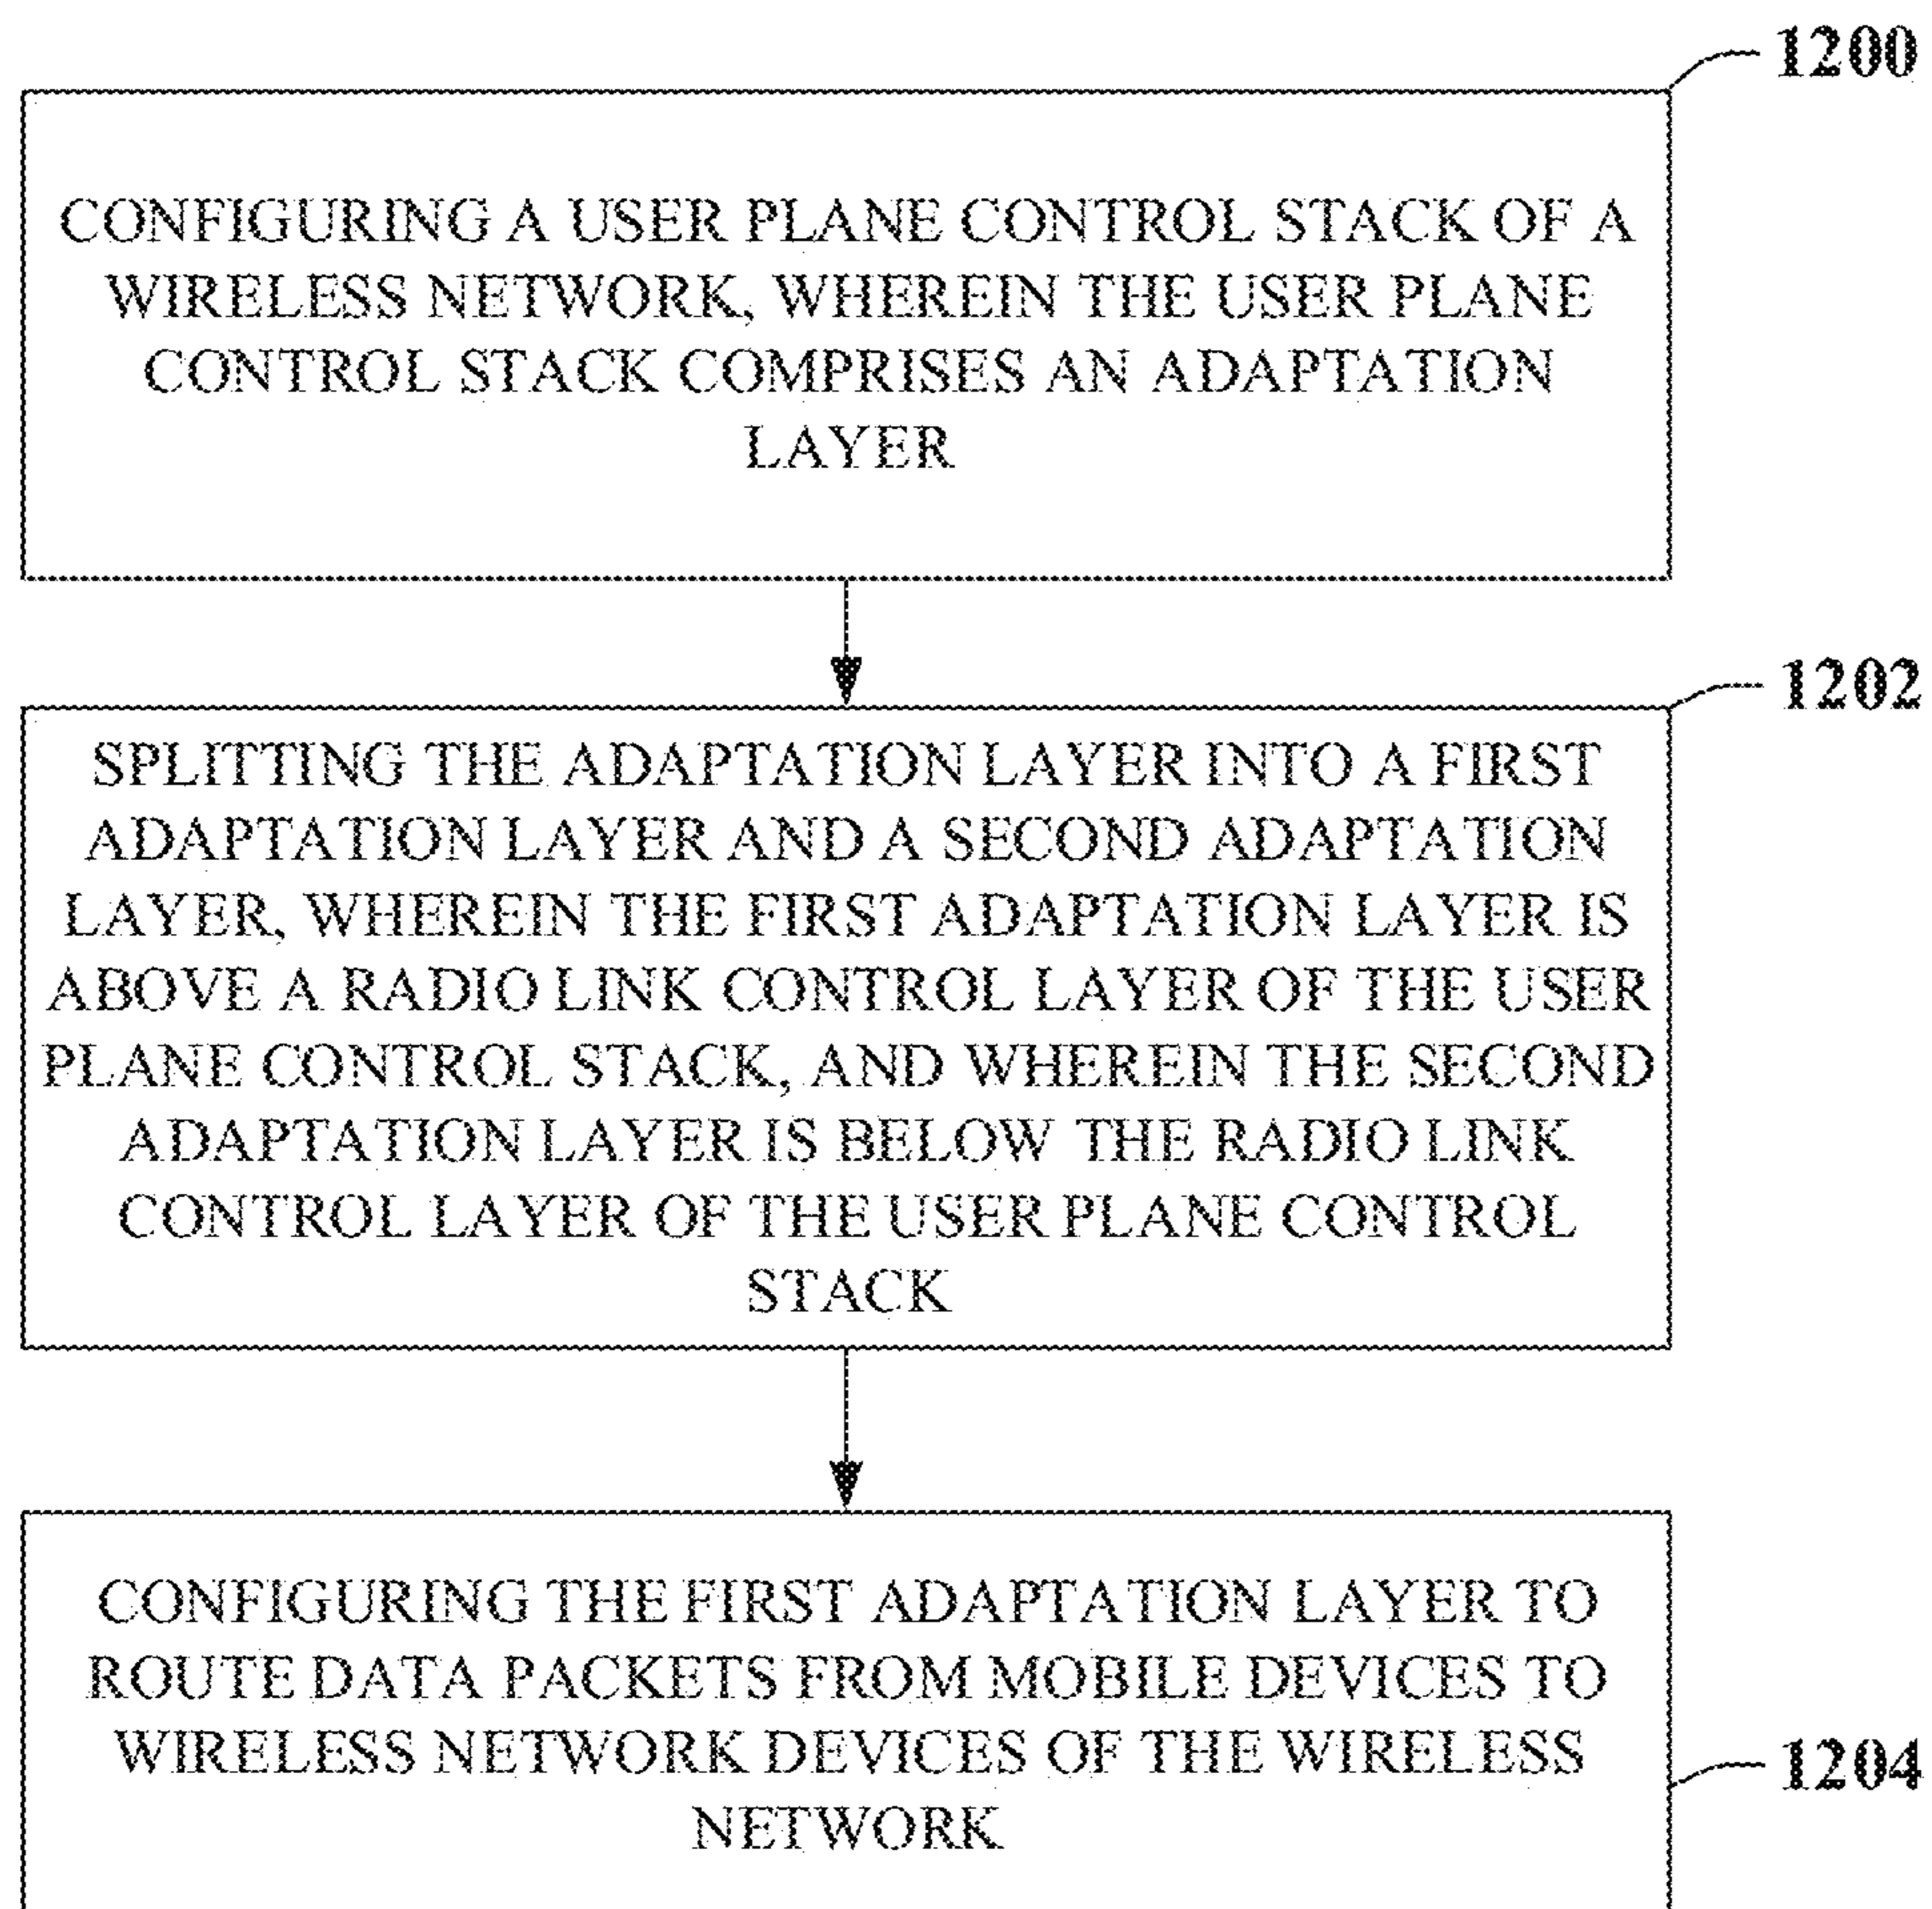 1200
CONFIGURING A USER PLANE CONTROL STACK OF A
WIRELESS NETWORK, WHEREIN THE USER PLANE
CONTROL STACK COMPRISES AN ADAPTATION
LAYER
1202
SPLITTING THE ADAPTATION LAYER INTO A FIRST
ADAPTATION LAYER AND A SECOND ADAPTATION
LAYER, WHEREIN THE FIRST ADAPTATION LAYER IS
ABOVE A RADIO LINK CONTROL LAYER OF THE USER
PLANE CONTROL STACK, AND WHEREIN THE SECOND
ADAPTATION LAYER IS BELOW THE RADIO LINK
CONTROL LAYER OF THE USER PLANE CONTROL
STACK
CONFIGURING THE FIRST ADAPTATION LAYER TO
ROUTE DATA PACKETS FROM MOBILE DEVICES TO
WIRELESS NETWORK DEVICES OF THE WIRELESS
NETWORK
1204